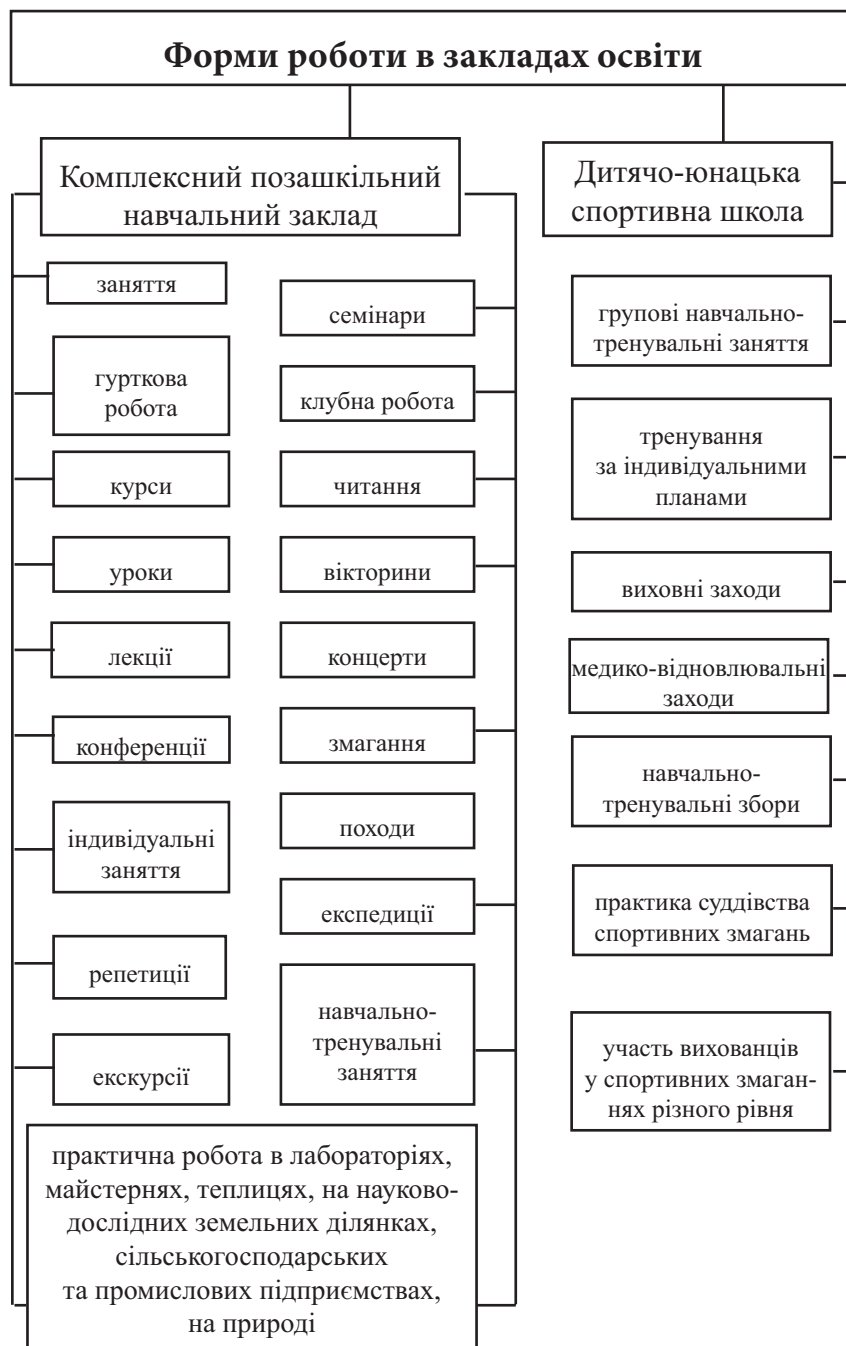 Форми роботи в закладах освіти
Комплексний позашкільний
навчальний заклад
заняття
гурткова
робота
курси
уроки
лекції
конференції
індивідуальні
заняття
репетиції
екскурсії
семінари
клубна робота
читання
вікторини
концерти
змагання
походи
експедиції
навчально-
тренувальні
заняття
практична робота в лабораторіях,
майстернях, теплицях, на науково-
дослідних земельних ділянках,
сільськогосподарських
та промислових підприємствах,
на природі
Дитячо-юнацька
спортивна школа
групові навчально-
тренувальні заняття
тренування
за індивідуальними
планами
виховні заходи
медико-відновлювальні
заходи
навчально-
тренувальні збори
практика суддівства
спортивних змагань
участь вихованців
у спортивних змаган-
нях різного рівня